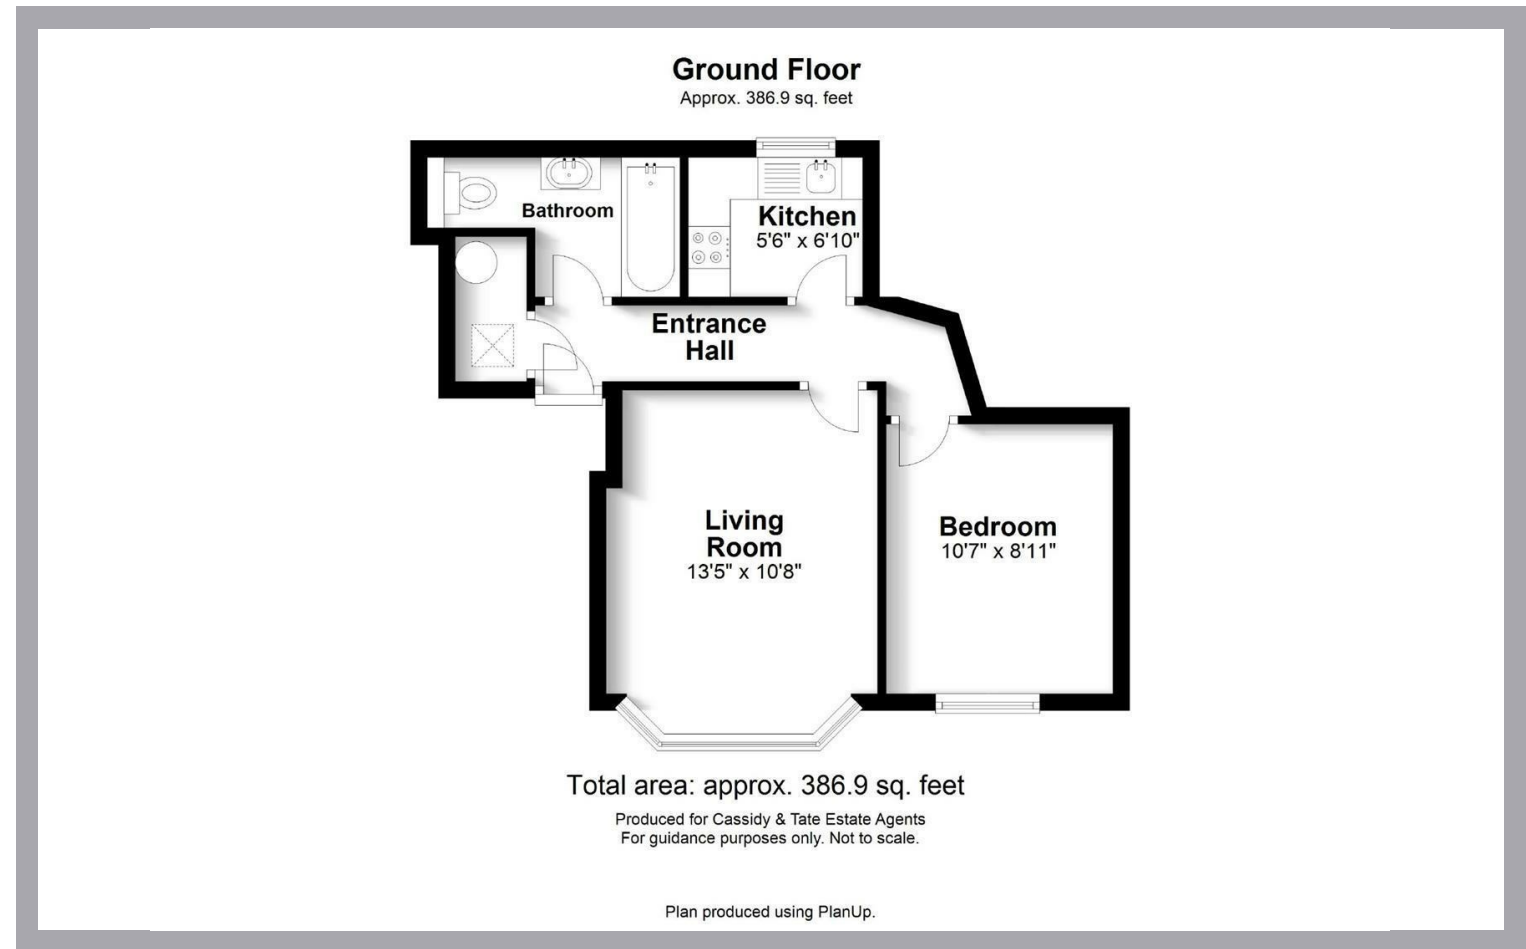 Ground Floor
Approx. 386.9 sq. feet
Bathroom
Kitchen
5'6" x 6'10"
Entrance
Hall
Living
Room
13'5" x 10'8"
Bedroom
10'7" x 8'11"
Total area: approx. 386.9 sq. feet
Produced for Cassidy & Tate Estate Agents
For guidance purposes only. Not to scale.
Plan produced using PlanUp.